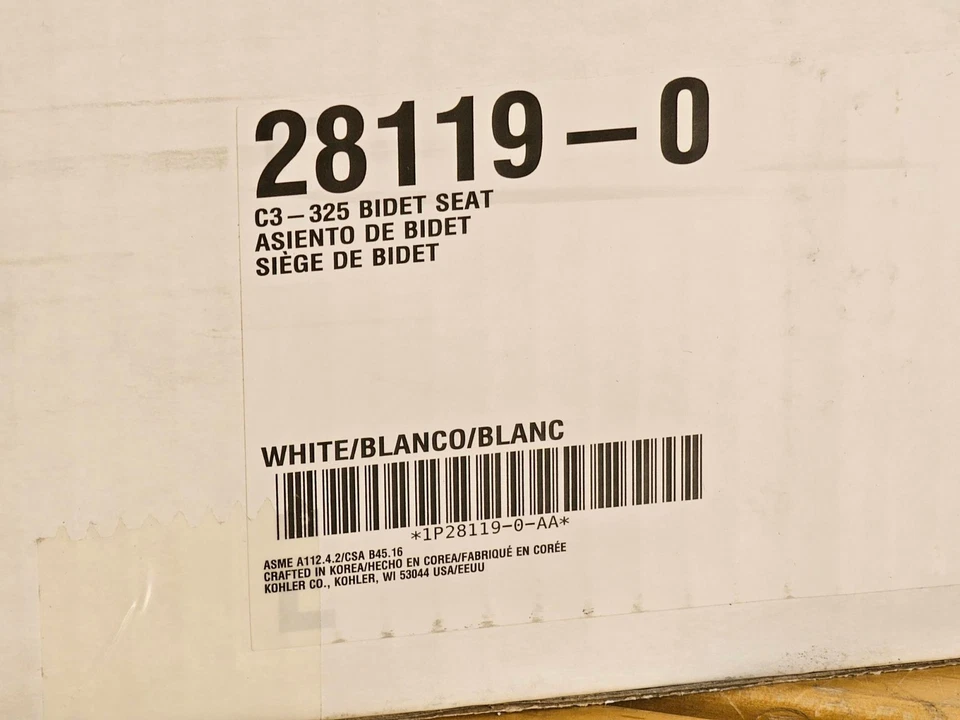 28119-0
C3-325 BIDET SEAT
ASIENTO DE BIDET
SIÈGE DE BIDET
WHITE/BLANCO/BLANC
*1P28119-0-AA*
ASME A112.4.2/CSA B45.16
CRAFTED IN KOREA/HECHO EN COREA/FABRIQUÉ EN CORÉE
KOHLER CO., KOHLER, WI 53044 USA/EEUU